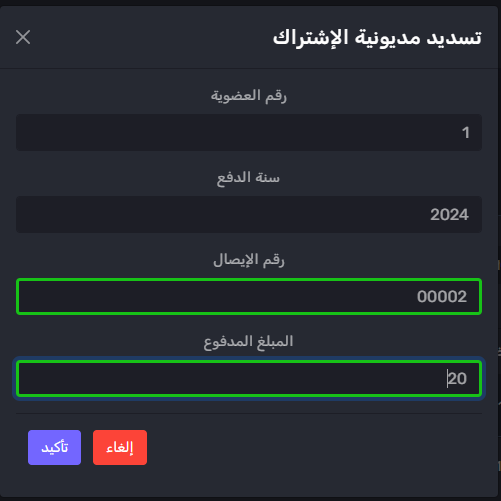 تسديد مديونية الإشتراك
رقم العضوية
1
سنة الدفع
2024
رقم الإيصال
00002
المبلغ المدفوع
20
إلغاء
تأكيد